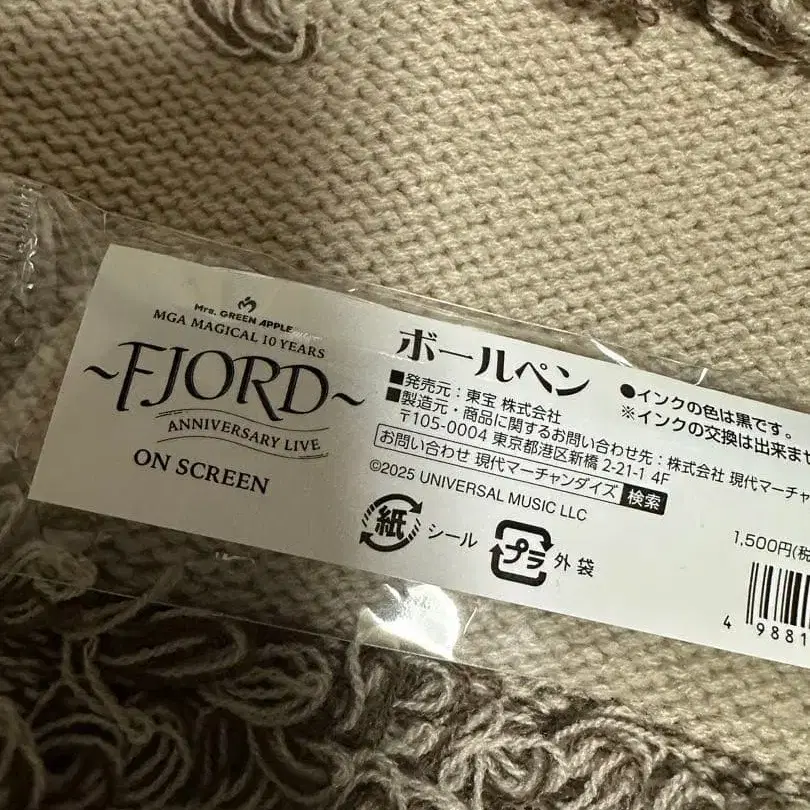 Mrs. GREEN APPLE
MGA MAGICAL 10 YEARS
~FJORD~
ANNIVERSARY LIVE
ON SCREEN
ボールペン
■発売元：東宝 株式会社
■製造元・商品に関するお問い合わせ先：株式会社 現代マーチャ
〒105-0004 東京都港区新橋 2-21-1 4F
お問い合わせ 現代マーチャンダイズ 検索
©2025 UNIVERSAL MUSIC LLC
●インクの色は黒です。
※インクの交換は出来ませ
紙 シール
プラ 外袋
1,500円(税
4 9881